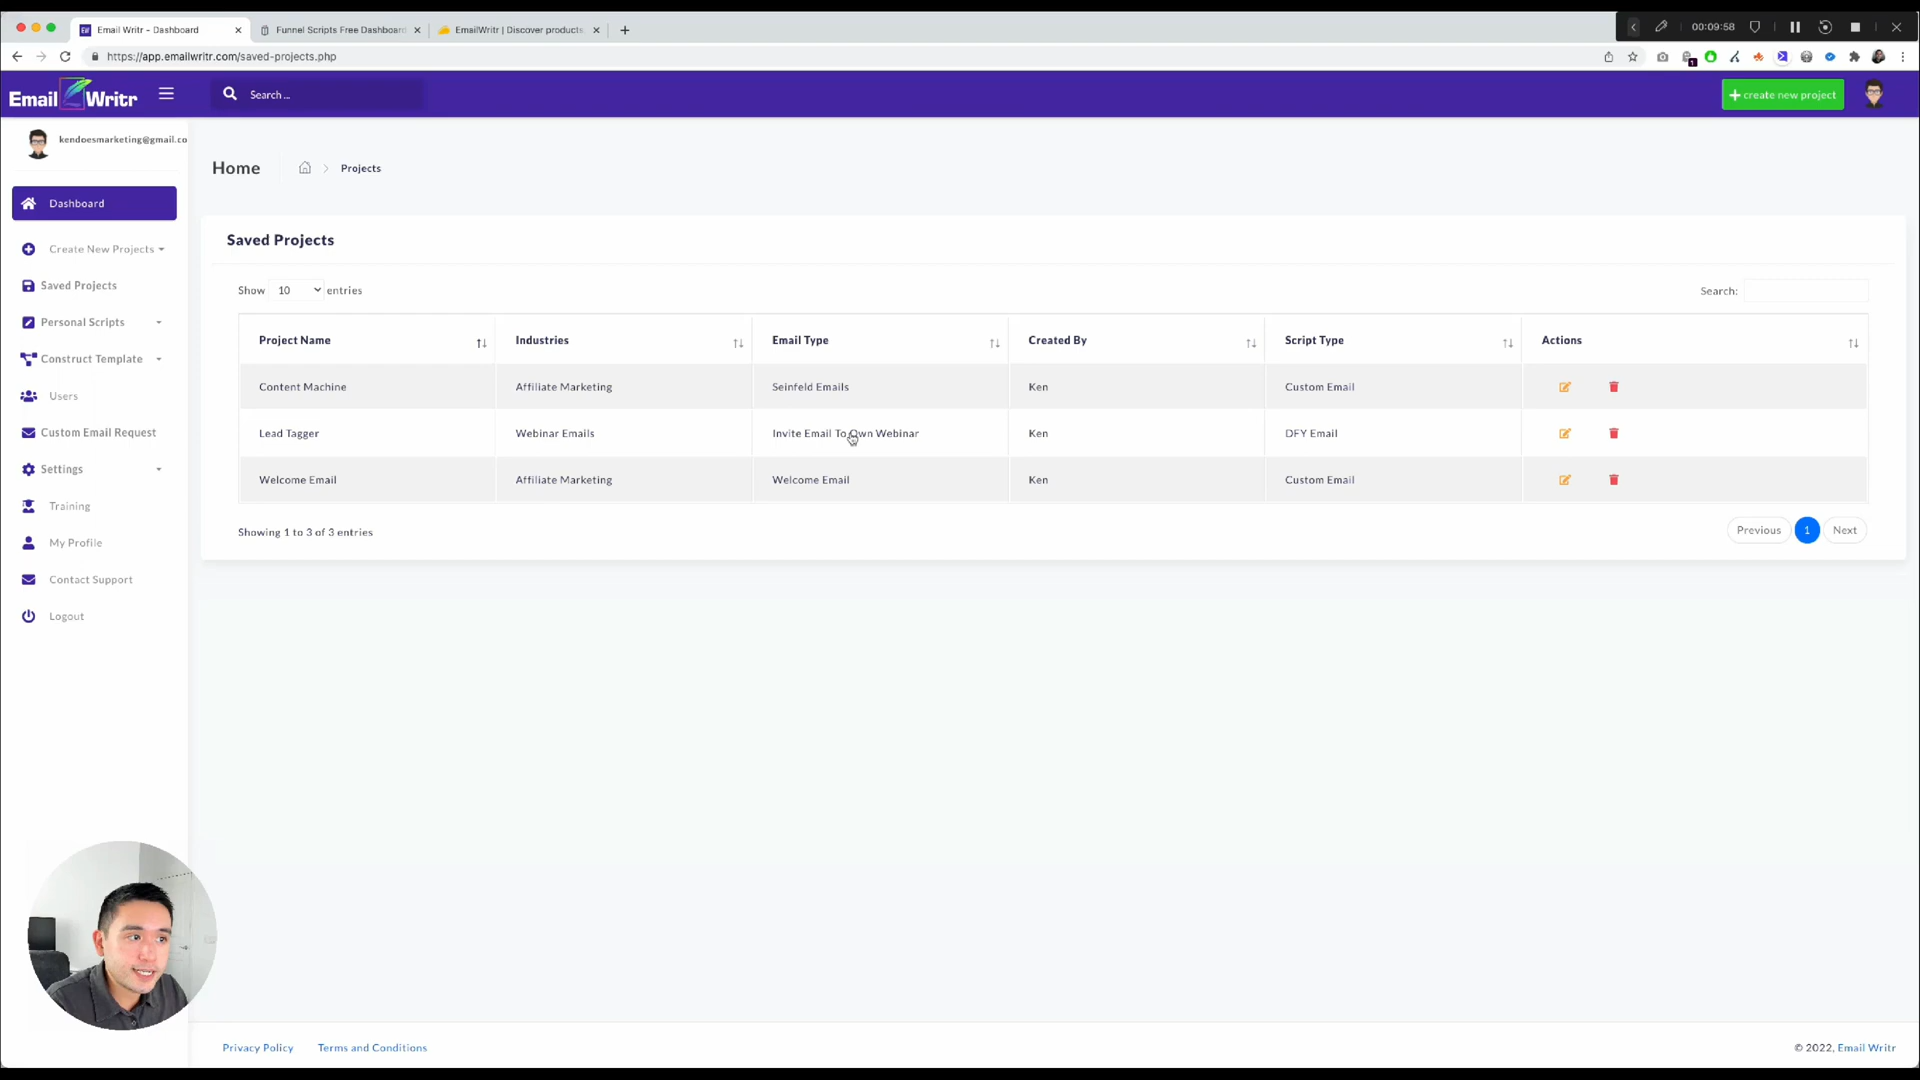 Email Writr - Dashboard
Funnel Scripts Free Dashboard
EmailWritr | Discover products.
00:09:58
https://app.emailwritr.com/saved-projects.php
Email Writr
Search ...
create new project
kendoesmarketing@gmail.co
Home
Projects
Dashboard
Create New Projects
Saved Projects
Personal Scripts
Construct Template
Users
Custom Email Request
Settings
Training
My Profile
Contact Support
Logout
Saved Projects
Show 10 entries
Search:
Project Name Industries Email Type Created By Script Type Actions
Content Machine Affiliate Marketing Seinfeld Emails Ken Custom Email
Lead Tagger Webinar Emails Invite Email To Own Webinar Ken DFY Email
Welcome Email Affiliate Marketing Welcome Email Ken Custom Email
Showing 1 to 3 of 3 entries
Previous 1 Next
Privacy Policy Terms and Conditions
© 2022, Email Writr